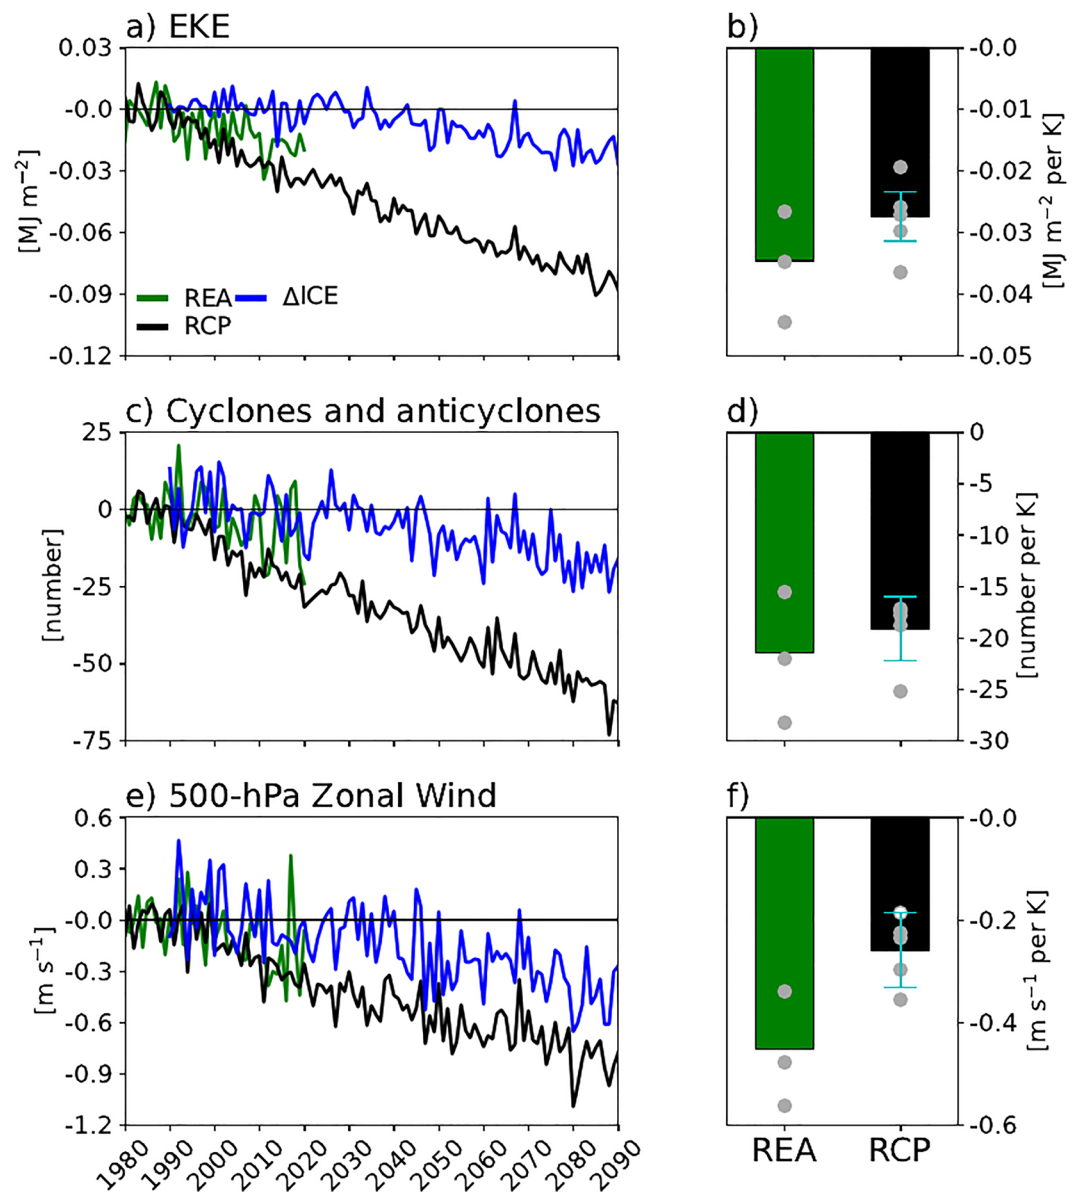 a) EKE
b)
0.03
-0.0
-0.03
-0.06
-0.09
-0.12
[MJ m⁻²]
REA
ΔICE
RCP
-0.0
-0.01
-0.02
-0.03
-0.04
-0.05
[MJ m⁻² per K]
c) Cyclones and anticyclones
d)
25
0
-25
-50
-75
[number]
0
-5
-10
-15
-20
-25
-30
[number per K]
e) 500-hPa Zonal Wind
f)
0.6
0.3
-0.0
-0.3
-0.6
-0.9
-1.2
[m s⁻¹]
1980 1990 2000 2010 2020 2030 2040 2050 2060 2070 2080 2090
-0.0
-0.2
-0.4
-0.6
[m s⁻¹ per K]
REA RCP